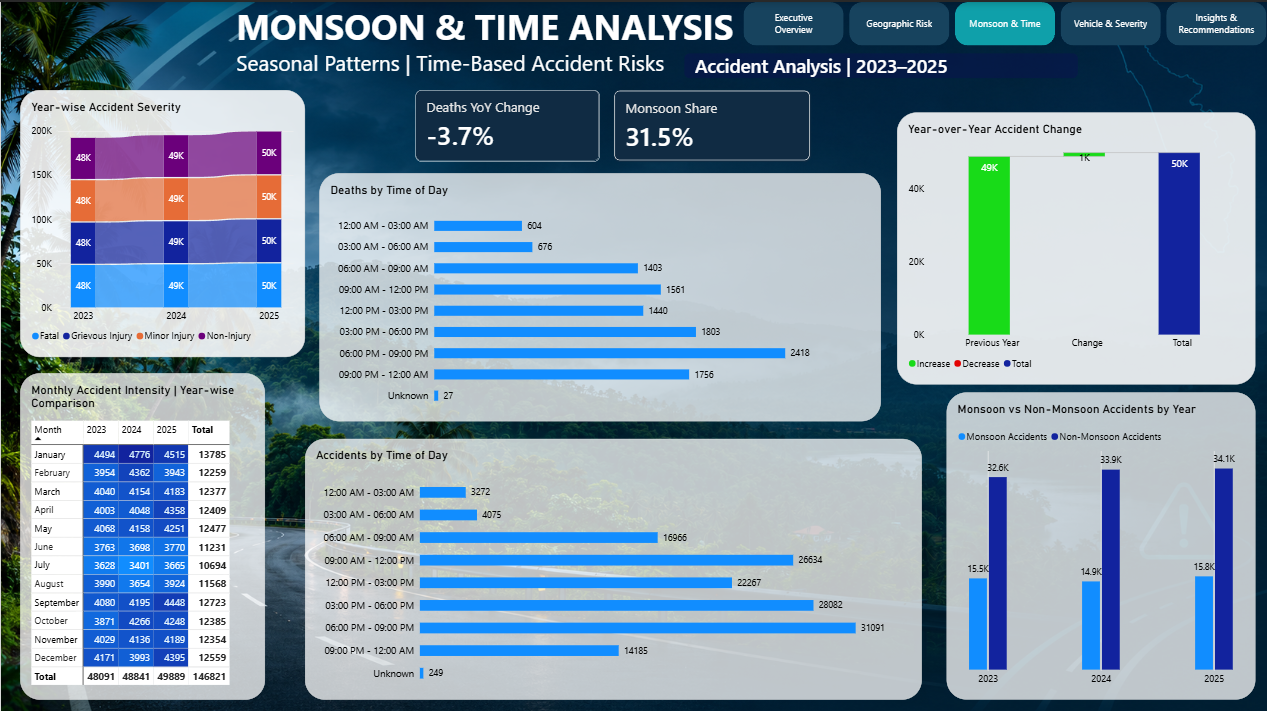 MONSOON & TIME ANALYSIS
Executive
Overview
Geographic Risk
Monsoon & Time
Vehicle & Severity
Insights &
Recommendations
Seasonal Patterns | Time-Based Accident Risks
Accident Analysis | 2023–2025
Year-wise Accident Severity
200K
150K
100K
50K
0K
48K 49K 50K
48K 49K 50K
48K 49K 50K
48K 49K 50K
2023 2024 2025
Fatal Grievous Injury Minor Injury Non-Injury
Deaths YoY Change
-3.7%
Monsoon Share
31.5%
Deaths by Time of Day
12:00 AM - 03:00 AM 604
03:00 AM - 06:00 AM 676
06:00 AM - 09:00 AM 1403
09:00 AM - 12:00 PM 1561
12:00 PM - 03:00 PM 1440
03:00 PM - 06:00 PM 1803
06:00 PM - 09:00 PM 2418
09:00 PM - 12:00 AM 1756
Unknown 27
Year-over-Year Accident Change
40K
20K
0K
49K 1K 50K
Previous Year Change Total
Increase Decrease Total
Monthly Accident Intensity | Year-wise
Comparison
Month 2023 2024 2025 Total
January 4494 4776 4515 13785
February 3954 4362 3943 12259
March 4040 4154 4183 12377
April 4003 4048 4358 12409
May 4068 4158 4251 12477
June 3763 3698 3770 11231
July 3628 3401 3665 10694
August 3990 3654 3924 11568
September 4080 4195 4448 12723
October 3871 4266 4248 12385
November 4029 4136 4189 12354
December 4171 3993 4395 12559
Total 48091 48841 49889 146821
Accidents by Time of Day
12:00 AM - 03:00 AM 3272
03:00 AM - 06:00 AM 4075
06:00 AM - 09:00 AM 16966
09:00 AM - 12:00 PM 26634
12:00 PM - 03:00 PM 22267
03:00 PM - 06:00 PM 28082
06:00 PM - 09:00 PM 31091
09:00 PM - 12:00 AM 14185
Unknown 249
Monsoon vs Non-Monsoon Accidents by Year
Monsoon Accidents Non-Monsoon Accidents
32.6K 33.9K 34.1K
15.5K 14.9K 15.8K
2023 2024 2025